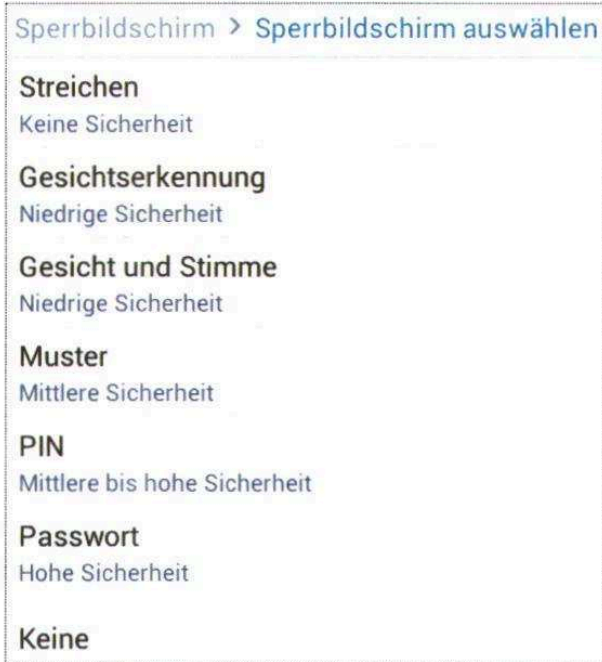 Sperrbildschirm > Sperrbildschirm auswählen
Streichen
Keine Sicherheit
Gesichtserkennung
Niedrige Sicherheit
Gesicht und Stimme
Niedrige Sicherheit
Muster
Mittlere Sicherheit
PIN
Mittlere bis hohe Sicherheit
Passwort
Hohe Sicherheit
Keine